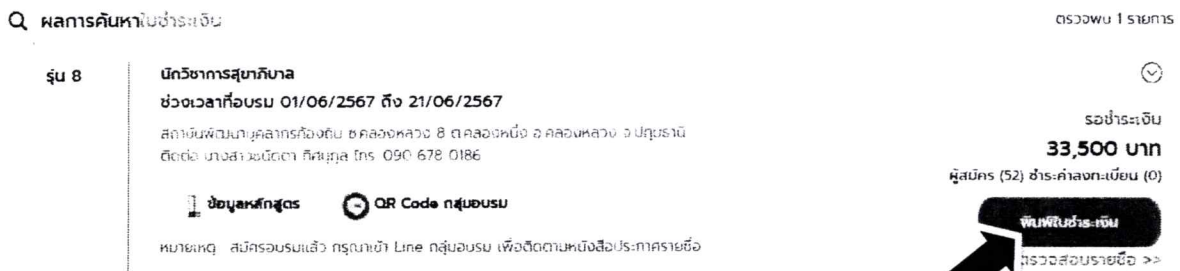 ผลการค้นหาใบชำระเงิน
ตรวจพบ 1 รายการ
รุ่น 8
นักวิชาการสุขาภิบาล
ช่วงเวลาที่อบรม 01/06/2567 ถึง 21/06/2567
สถาบันพัฒนาบุคลากรท้องถิ่น ซ.คลองหลวง 8 ต.คลองหนึ่ง อ.คลองหลวง จ.ปทุมธานี
ติดต่อ นางสาวชนิดตา โทร 090 678 0186
รอชำระเงิน
33,500 บาท
ผู้สมัคร (52) ชำระค่าลงทะเบียน (0)
ข้อมูลหลักสูตร
QR Code กลุ่มอบรม
พิมพ์ใบชำระเงิน
หมายเหตุ สมัครอบรมแล้ว กรุณาเข้า Line กลุ่มอบรม เพื่อติดตามหนังสือประกาศรายชื่อ
ตรวจสอบรายชื่อ >>